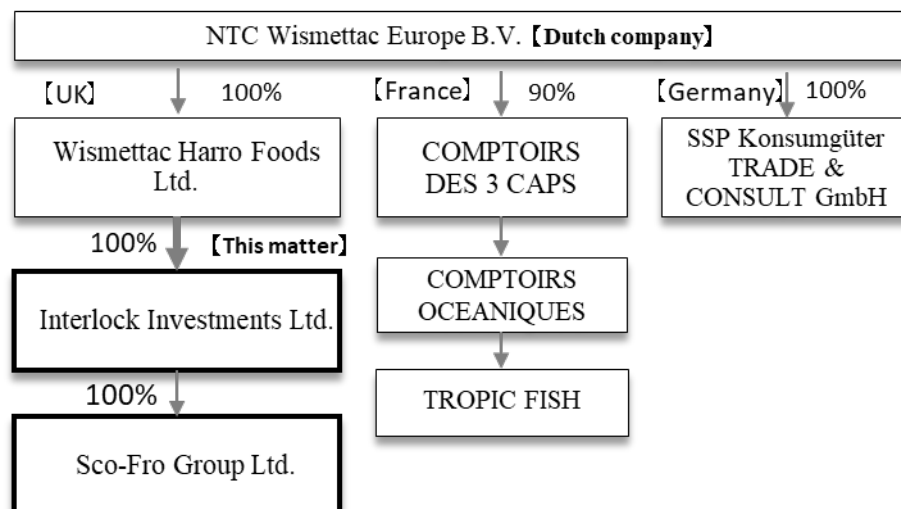 NTC Wismettac Europe B.V.【Dutch company】
【UK】
100%
【France】
90%
【Germany】
100%
Wismettac Harro Foods
Ltd.
COMPTOIRS
DES 3 CAPS
SSP Konsumgüter
TRADE &
CONSULT GmbH
100%
【This matter】
Interlock Investments Ltd.
COMPTOIRS
OCEANIQUES
100%
TROPIC FISH
Sco-Fro Group Ltd.